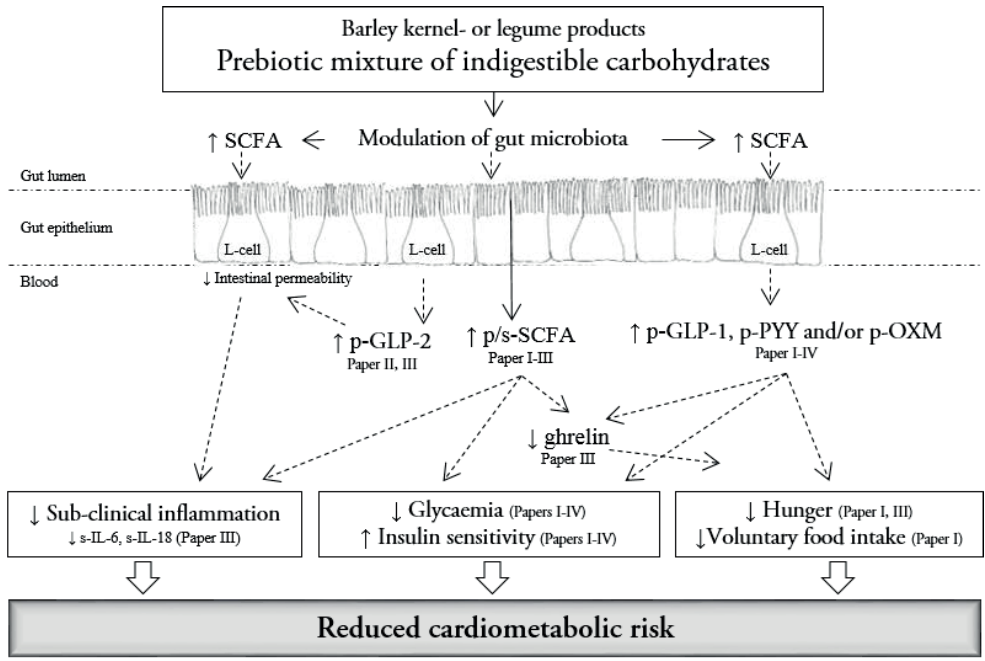 Barley kernel- or legume products
Prebiotic mixture of indigestible carbohydrates
↑ SCFA
Modulation of gut microbiota
↑ SCFA
Gut lumen
Gut epithelium
L-cell
L-cell
L-cell
Blood
↓ Intestinal permeability
↑ p-GLP-2
Paper II, III
↑ p/s-SCFA
Paper I-III
↑ p-GLP-1, p-PYY and/or p-OXM
Paper I-IV
↓ ghrelin
Paper III
↓ Sub-clinical inflammation
↓ s-IL-6, s-IL-18 (Paper III)
↓ Glycaemia (Papers I-IV)
↑ Insulin sensitivity (Papers I-IV)
↓ Hunger (Paper I, III)
↓Voluntary food intake (Paper I)
Reduced cardiometabolic risk